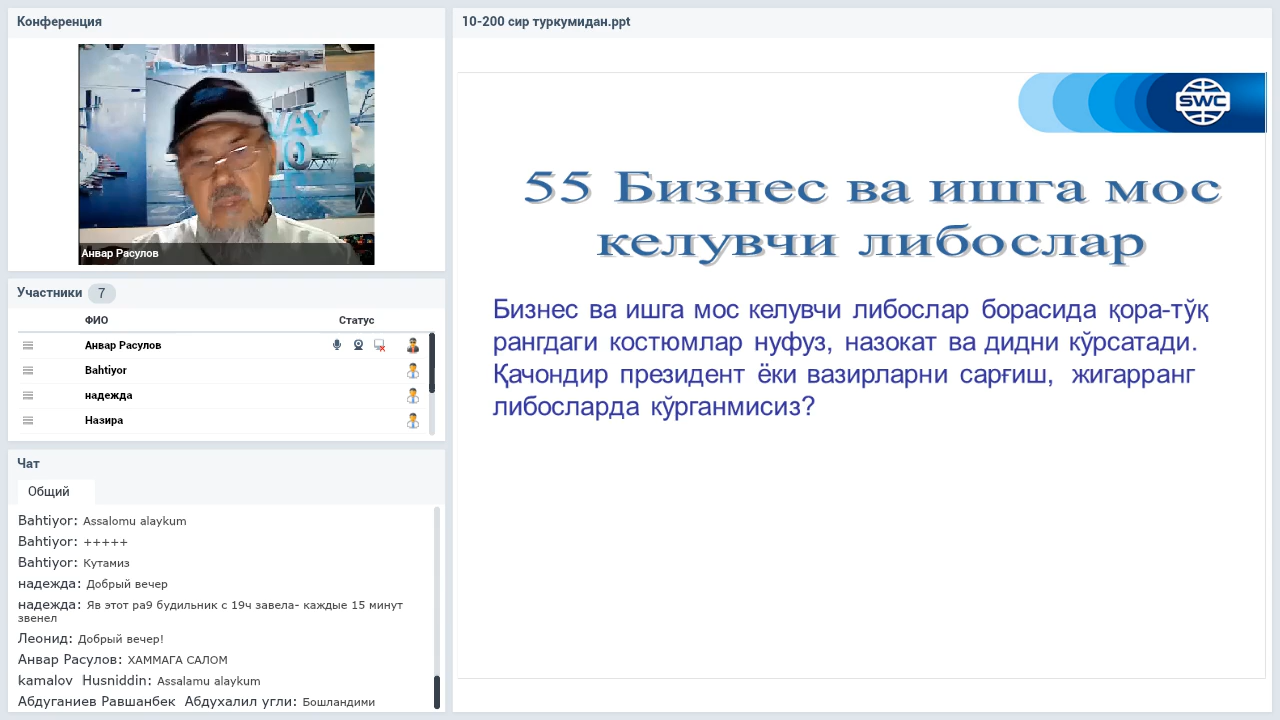 Конференция
WAY
Анвар Расулов
Участники 7
ФИО Статус
Анвар Расулов
Bahtiyor
надежда
Назира
Чат
Общий
Bahtiyor: Assalomu alaykum
Bahtiyor: +++++
Bahtiyor: Кутамиз
надежда: Добрый вечер
надежда: Яв этот ра9 будильник с 19ч завела- каждые 15 минут
звенел
Леонид: Добрый вечер!
Анвар Расулов: ХАММАГА САЛОМ
kamalov Husniddin: Assalamu alaykum
Абдуганиев Равшанбек Абдухалил угли: Бошландими
10-200 сир туркумидан.ppt
SWC
55 Бизнес ва ишга мос
келувчи либослар
Бизнес ва ишга мос келувчи либослар борасида қора-тўқ
рангдаги костюмлар нуфуз, назокат ва дидни кўрсатади.
Қачондир президент ёки вазирларни сарғиш, жигарранг
либосларда кўрганмисиз?